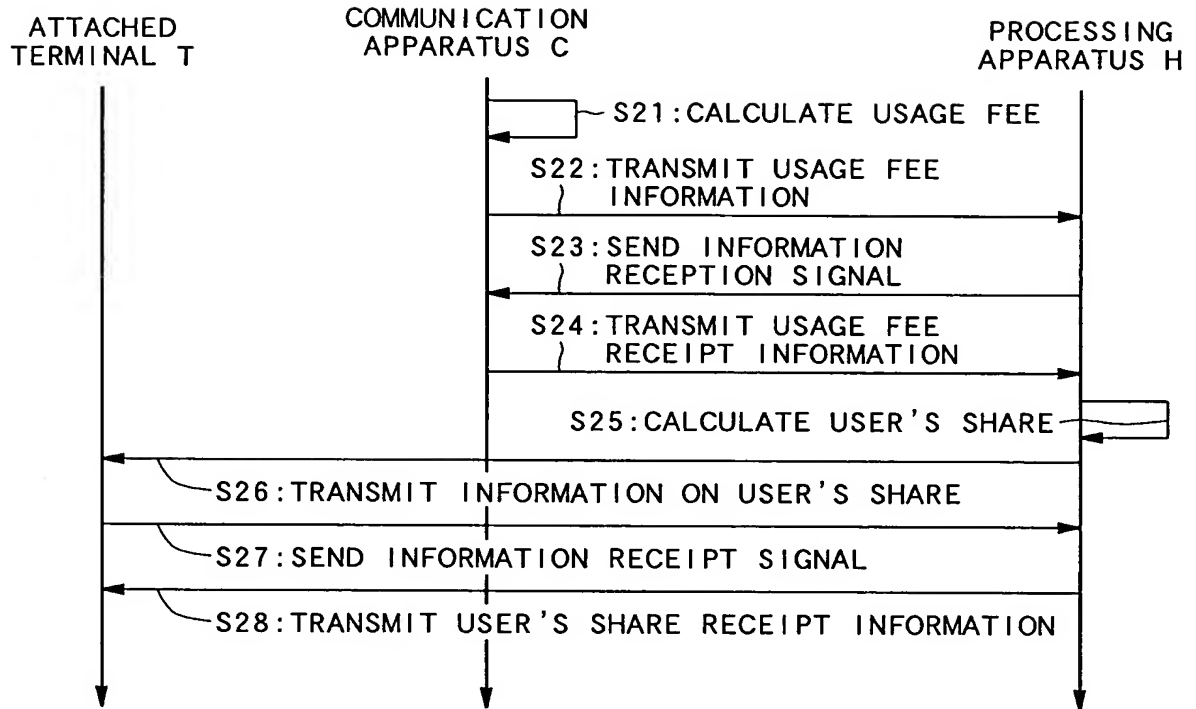 ATTACHED
TERMINAL T
COMMUNICATION
APPARATUS C
PROCESSING
APPARATUS H
S21:CALCULATE USAGE FEE
S22:TRANSMIT USAGE FEE
INFORMATION
S23:SEND INFORMATION
RECEPTION SIGNAL
S24:TRANSMIT USAGE FEE
RECEIPT INFORMATION
S25:CALCULATE USER'S SHARE
S26:TRANSMIT INFORMATION ON USER'S SHARE
S27:SEND INFORMATION RECEIPT SIGNAL
S28:TRANSMIT USER'S SHARE RECEIPT INFORMATION